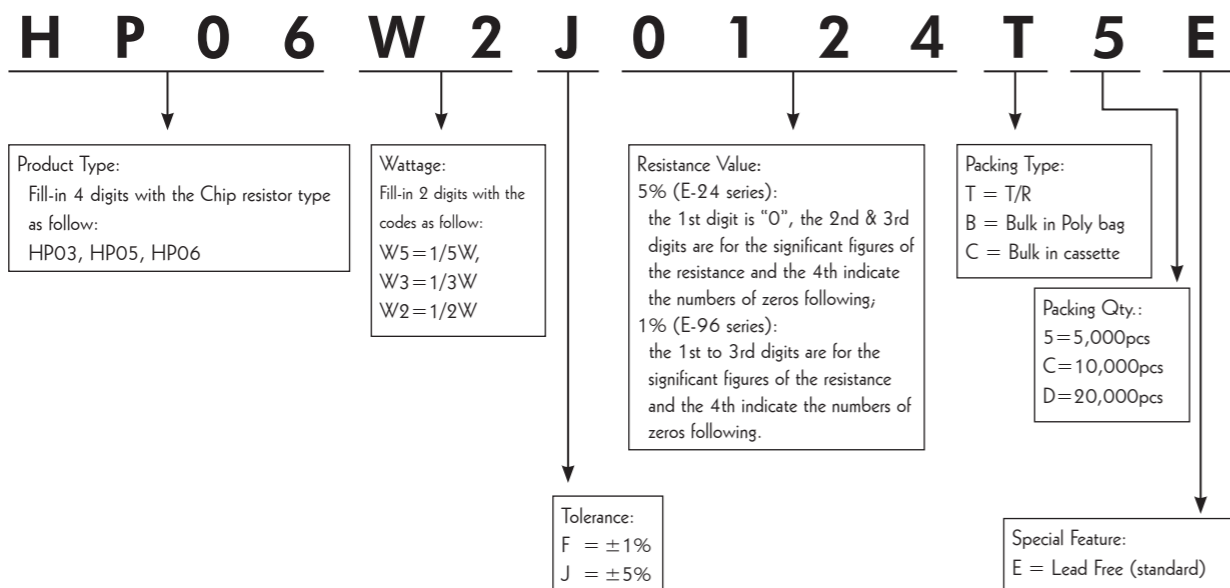 H P 0 6 W 2 J 0 1 2 4 T 5 E
Product Type:
Fill-in 4 digits with the Chip resistor type
as follow:
HP03, HP05, HP06
Wattage:
Fill-in 2 digits with the
codes as follow:
W5=1/5W,
W3=1/3W
W2=1/2W
Resistance Value:
5% (E-24 series):
the 1st digit is “0”, the 2nd & 3rd
digits are for the significant figures of
the resistance and the 4th indicate
the numbers of zeros following;
1% (E-96 series):
the 1st to 3rd digits are for the
significant figures of the resistance
and the 4th indicate the numbers of
zeros following.
Packing Type:
T = T/R
B = Bulk in Poly bag
C = Bulk in cassette
Packing Qty.:
5=5,000pcs
C=10,000pcs
D=20,000pcs
Tolerance:
F = ±1%
J = ±5%
Special Feature:
E = Lead Free (standard)